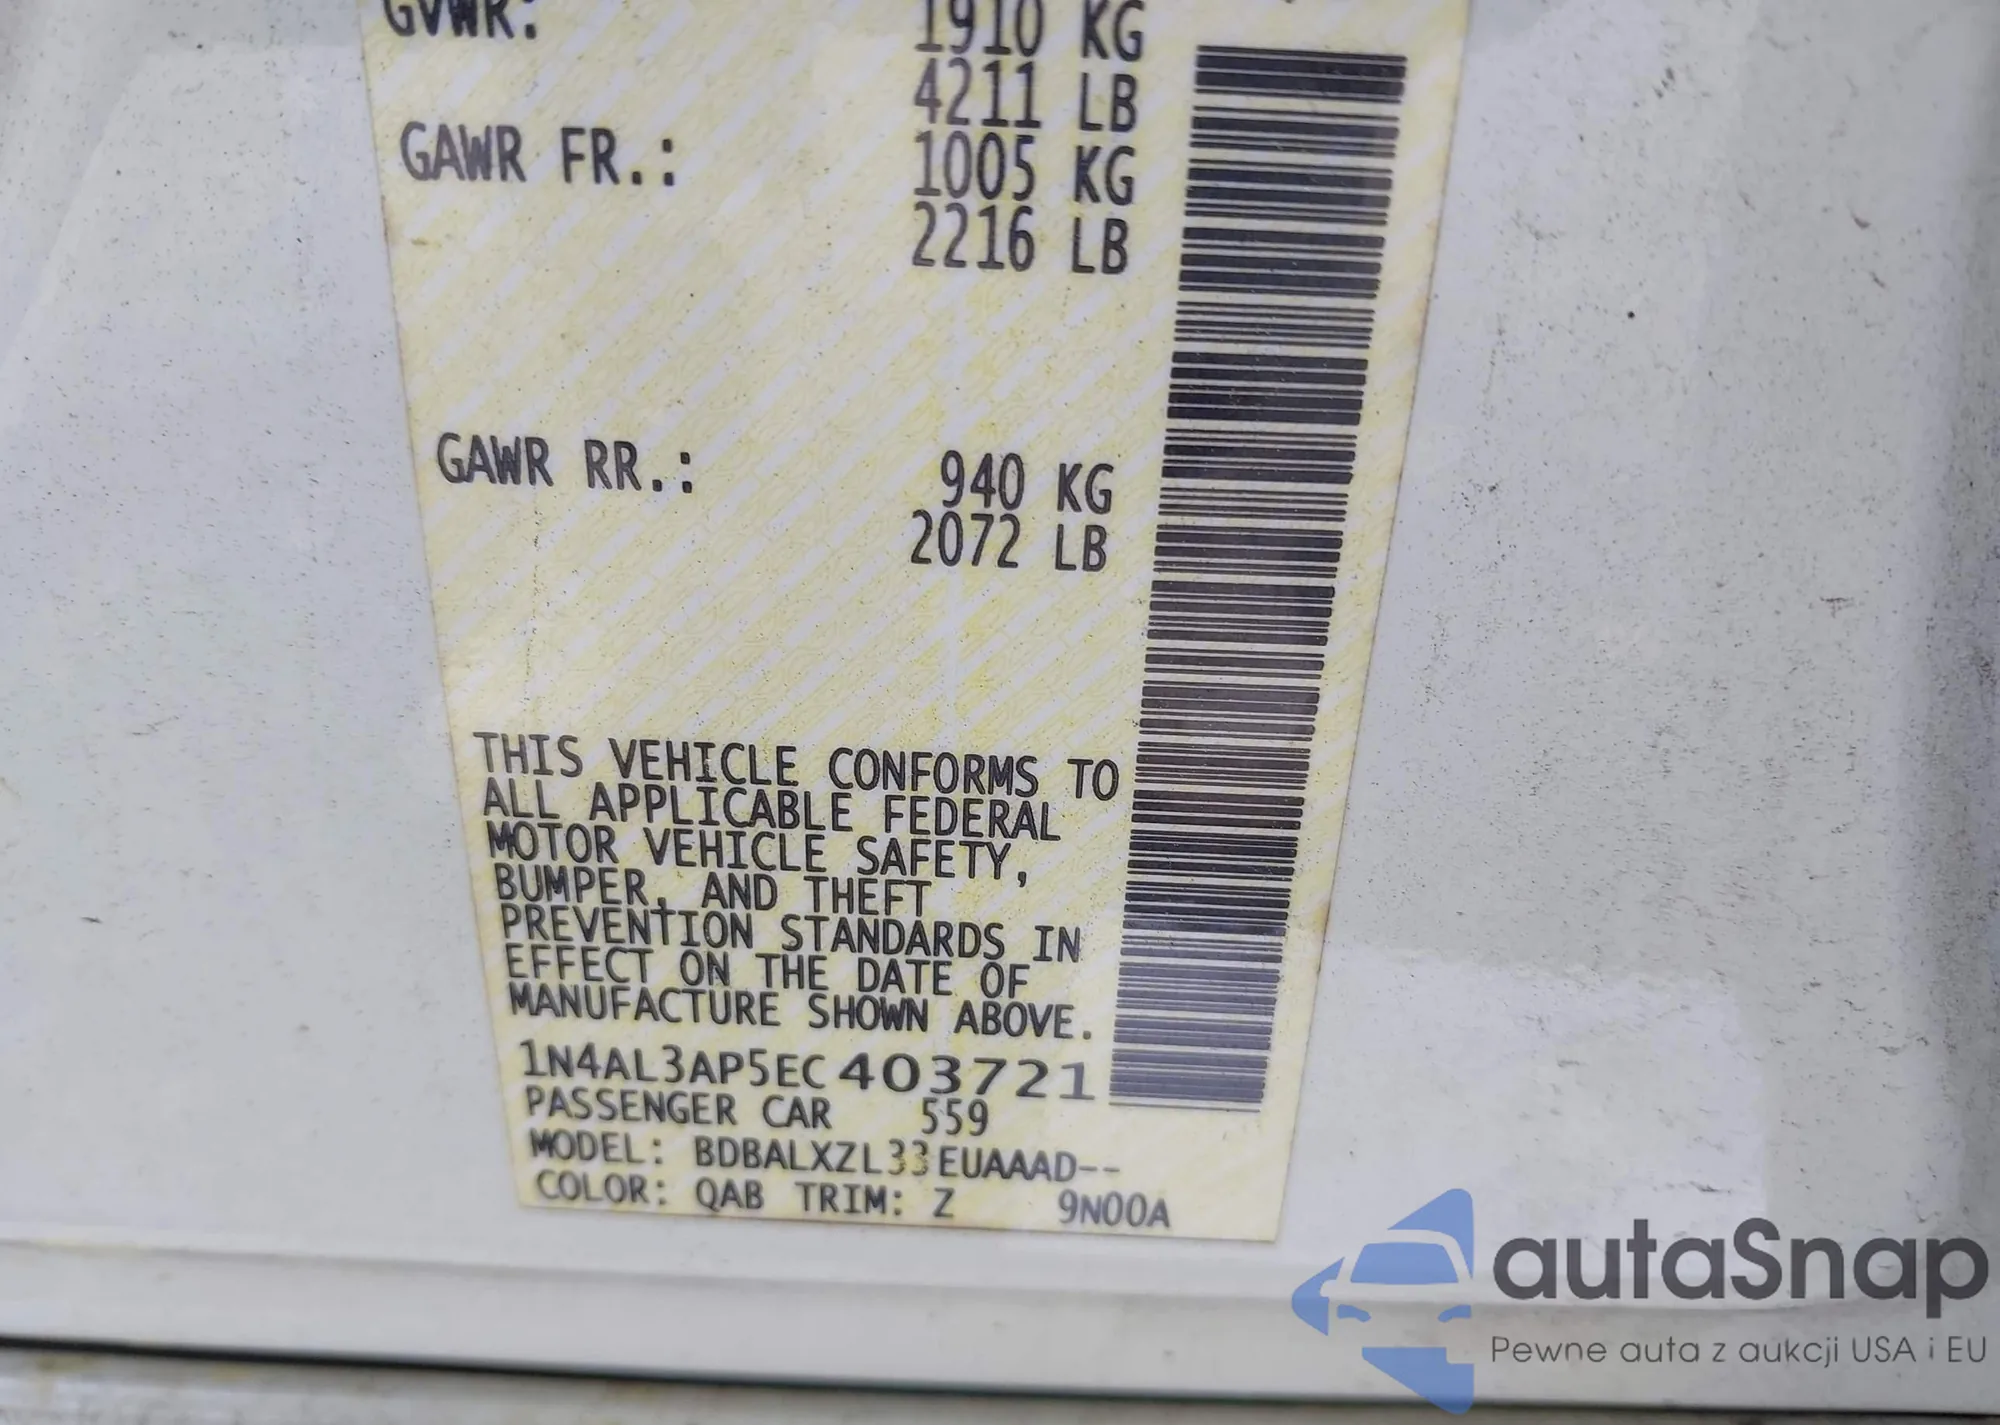 GVWR: 1910 KG
4211 LB
GAWR FR.: 1005 KG
2216 LB
GAWR RR.: 940 KG
2072 LB
THIS VEHICLE CONFORMS TO
ALL APPLICABLE FEDERAL
MOTOR VEHICLE SAFETY,
BUMPER, AND THEFT
PREVENTION STANDARDS IN
EFFECT ON THE DATE OF
MANUFACTURE SHOWN ABOVE.
1N4AL3AP5EC403721
PASSENGER CAR 559
MODEL: BDBALXZL33EUAAAD--
COLOR: QAB TRIM: Z 9N00A
autaSnap
Pewne auta z aukcji USA i EU